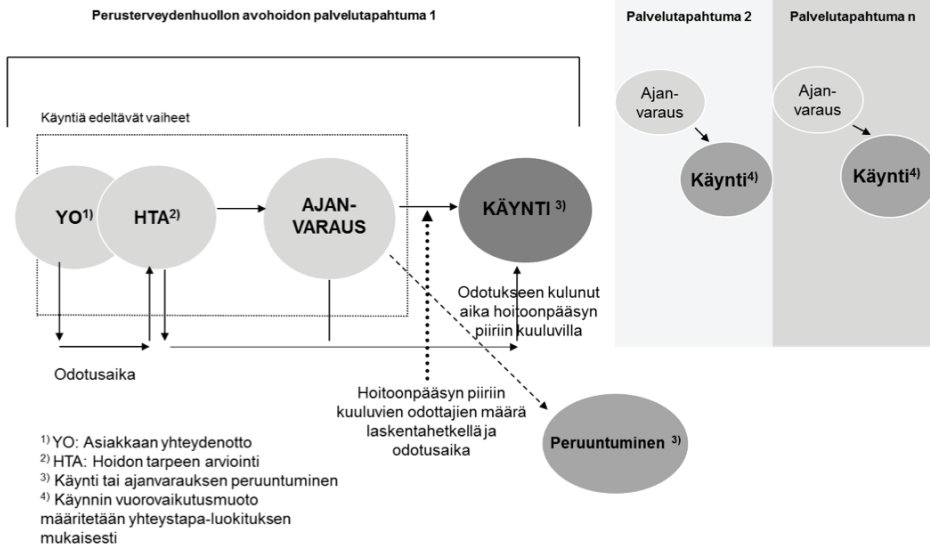 Perusterveydenhuollon avohoidon palvelutapahtuma 1
Palvelutapahtuma 2
Palvelutapahtuma n
Käyntiä edeltävät vaiheet
YO1)
HTA2)
AJAN-
VARAUS
KÄYNTI 3)
Ajan-
varaus
Käynti4)
Ajan-
varaus
Käynti4)
Odotukseen kulunut
aika hoitoonpääsyn
piiriin kuuluvilla
Odotusaika
Hoitoonpääsyn piiriin
kuuluvien odottajien määrä
laskentahetkellä ja
odotusaika
Peruuntuminen 3)
1) YO: Asiakkaan yhteydenotto
2) HTA: Hoidon tarpeen arviointi
3) Käynti tai ajanvarauksen peruuntuminen
4) Käynnin vuorovaikutusmuoto
määritetään yhteystapa-luokituksen
mukaisesti